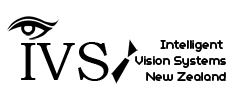 IVS
Intelligent
Vision Systems
New Zealand